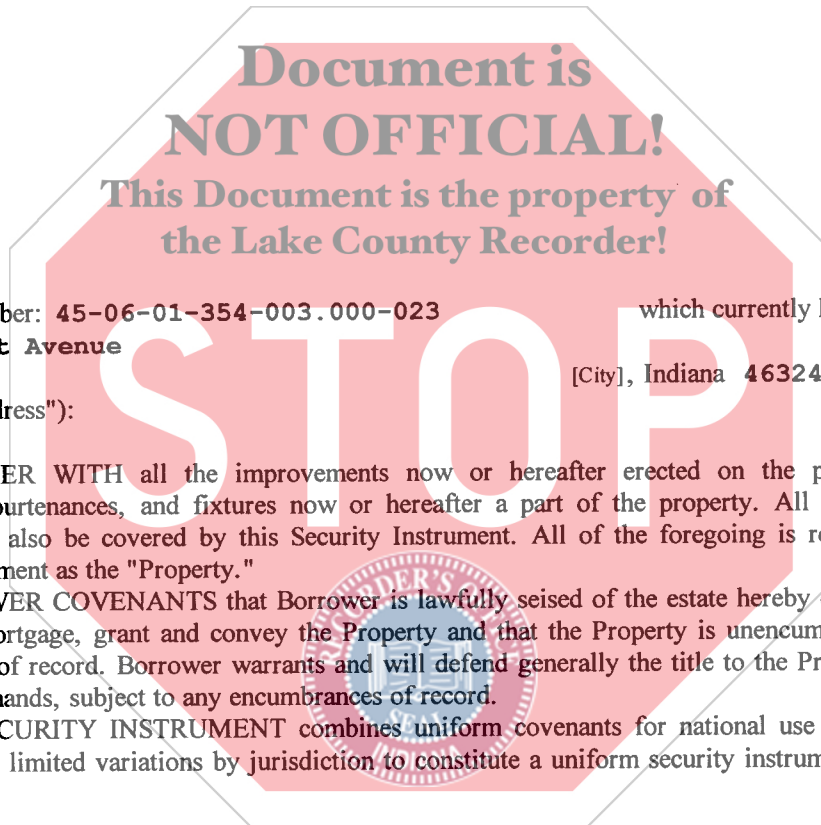 Document is
NOT OFFICIAL!
This Document is the property of
the Lake County Recorder!
ber: 45-06-01-354-003.000-023 which currently
t Avenue
[City], Indiana 46324
dress"):
STOP
ER WITH all the improvements now or hereafter erected on the p
purtenances, and fixtures now or hereafter a part of the property. All
also be covered by this Security Instrument. All of the foregoing is re
ment as the "Property."
VER COVENANTS that Borrower is lawfully seised of the estate hereby
ortgage, grant and convey the Property and that the Property is unencum
of record. Borrower warrants and will defend generally the title to the Pr
ands, subject to any encumbrances of record.
CURITY INSTRUMENT combines uniform covenants for national use
limited variations by jurisdiction to constitute a uniform security instrum
RECORDER'S OFFICE
SEAL
INDIANA